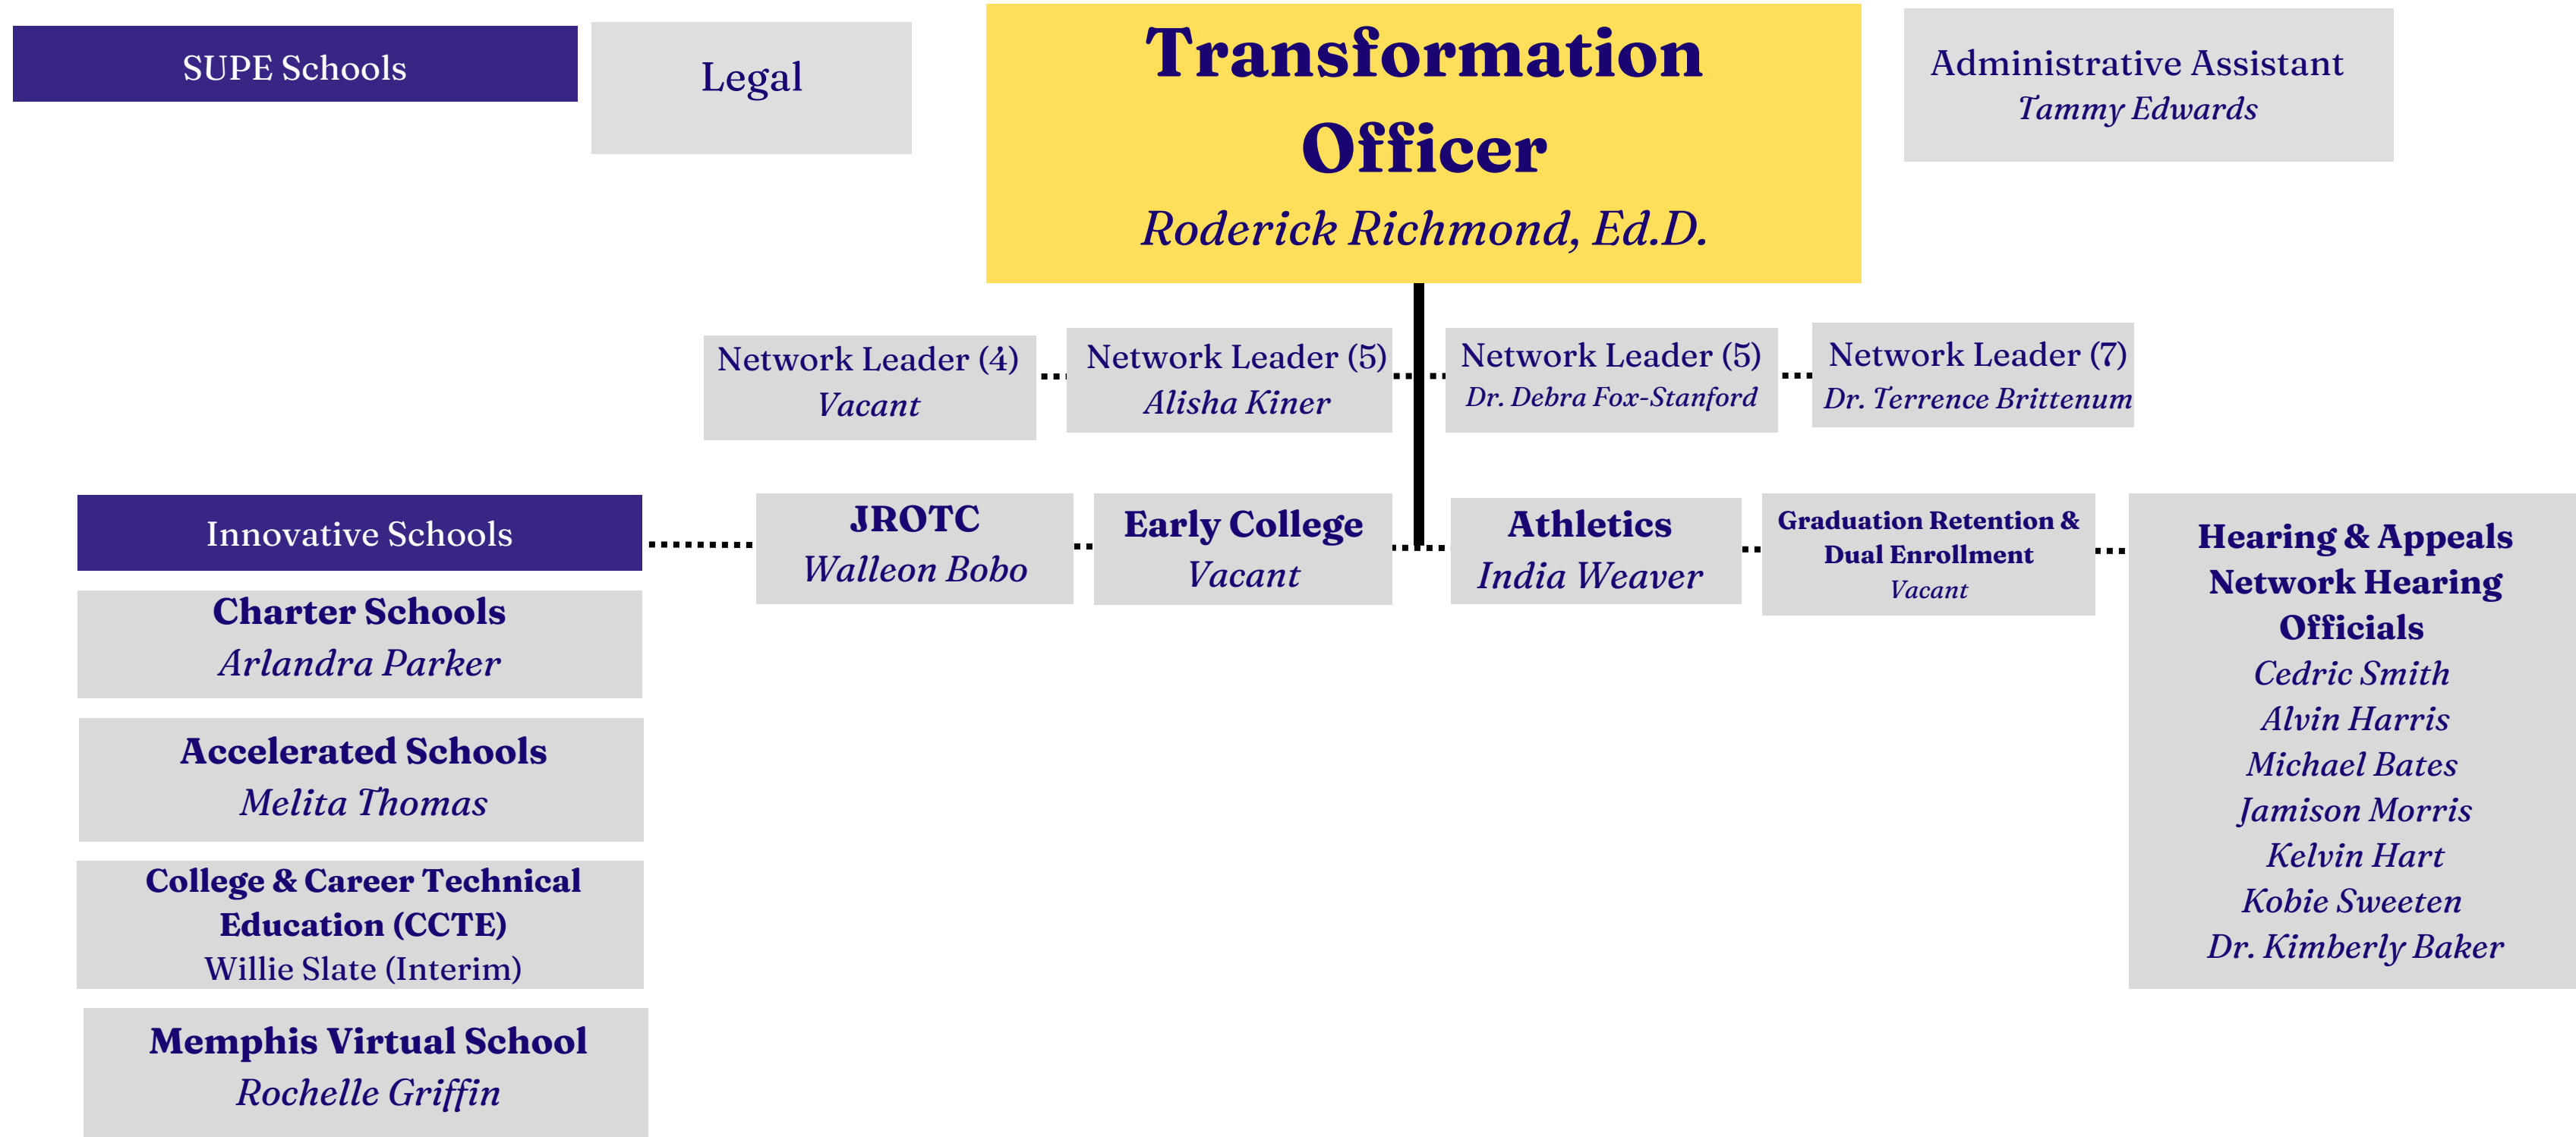 SUPE Schools
Legal
Transformation
Officer
Roderick Richmond, Ed.D.
Administrative Assistant
Tammy Edwards
Network Leader (4)
Vacant
Network Leader (5)
Alisha Kiner
Network Leader (5)
Dr. Debra Fox-Stanford
Network Leader (7)
Dr. Terrence Brittenum
Innovative Schools
Charter Schools
Arlandra Parker
Accelerated Schools
Melita Thomas
College & Career Technical
Education (CCTE)
Willie Slate (Interim)
Memphis Virtual School
Rochelle Griffin
JROTC
Walleon Bobo
Early College
Vacant
Athletics
India Weaver
Graduation Retention &
Dual Enrollment
Vacant
Hearing & Appeals
Network Hearing
Officials
Cedric Smith
Alvin Harris
Michael Bates
Jamison Morris
Kelvin Hart
Kobie Sweeten
Dr. Kimberly Baker